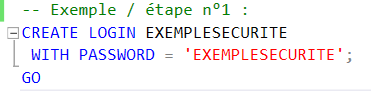 -- Exemple / étape n°1 :
CREATE LOGIN EXEMPLESECURITE
WITH PASSWORD = 'EXEMPLESECURITE';
GO